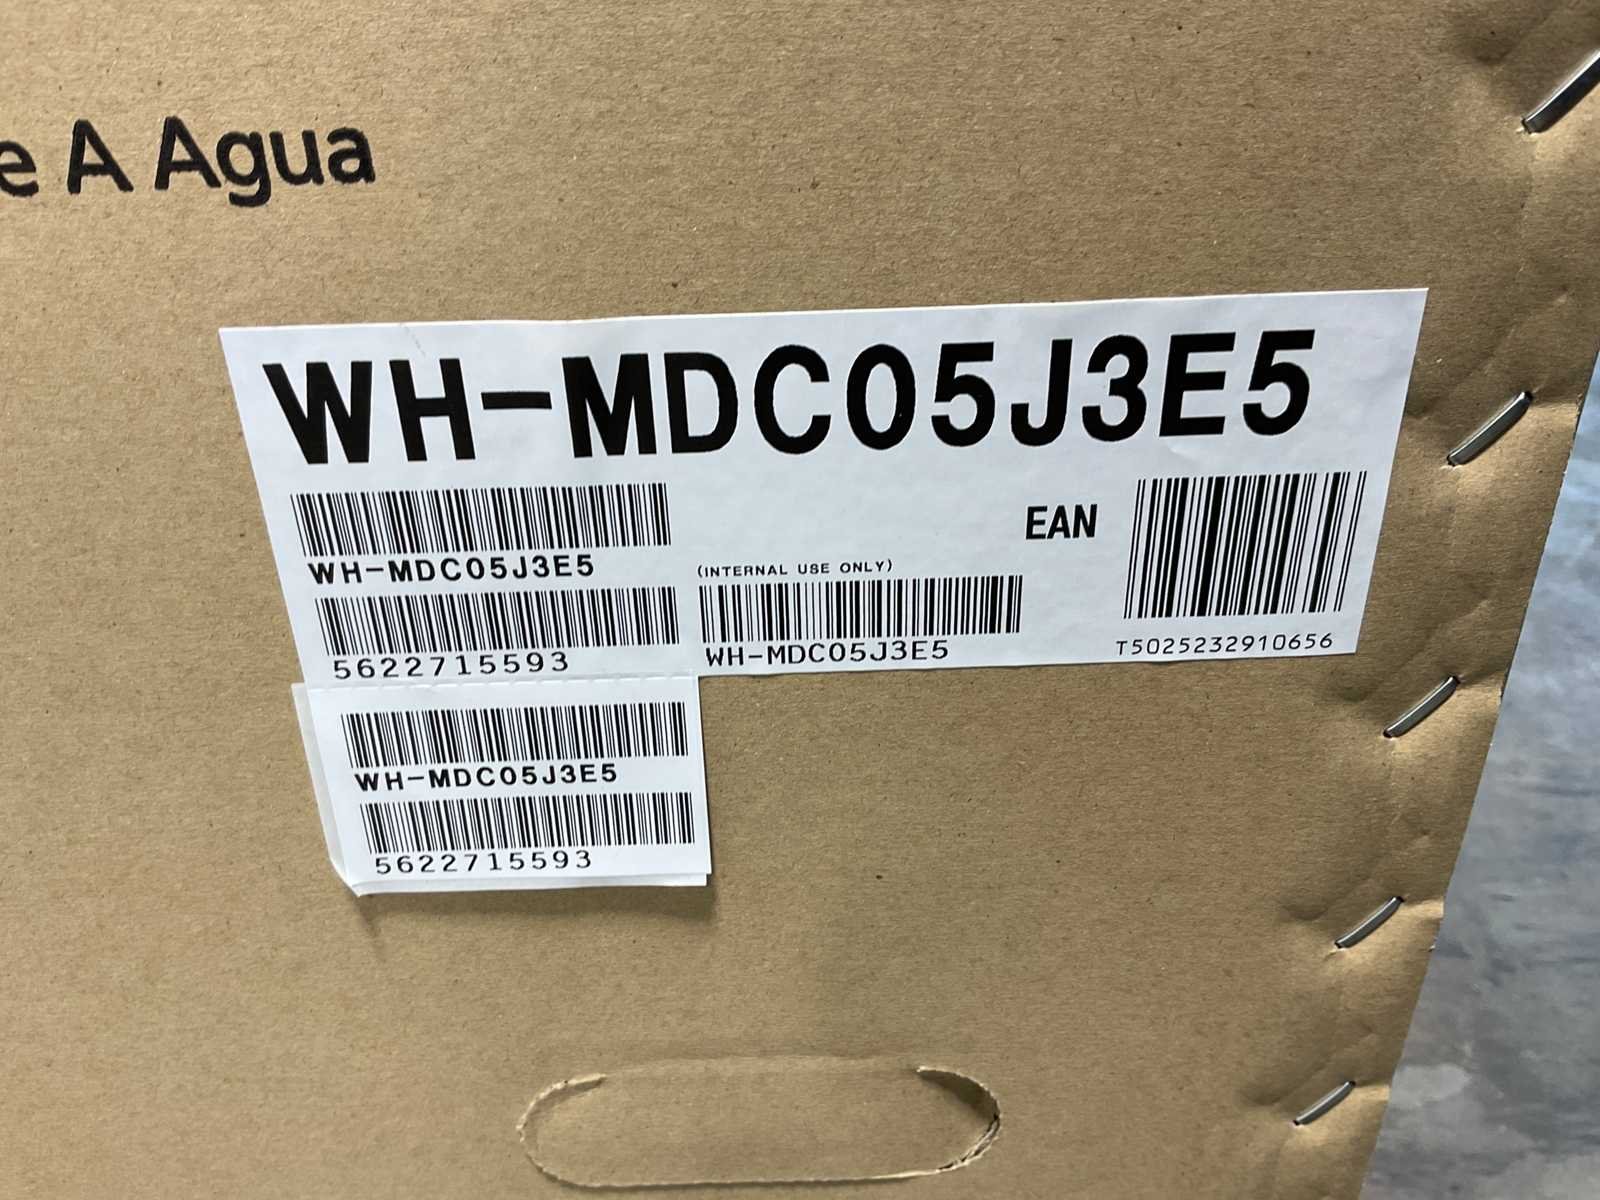 e A Agua
WH-MDC05J3E5
EAN
WH-MDC05J3E5
(INTERNAL USE ONLY)
5622715593
WH-MDC05J3E5
T5025232910656
WH-MDC05J3E5
5622715593